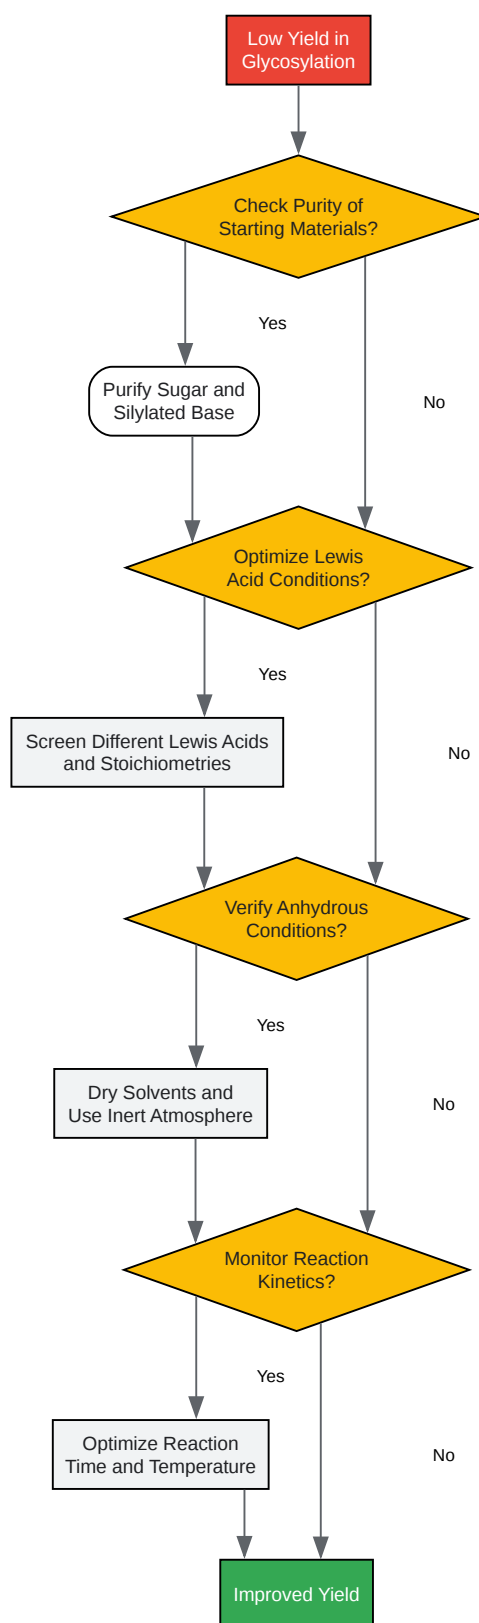 Low Yield in
Glycosylation
Check Purity of
Starting Materials?
Yes
Purify Sugar and
Silylated Base
No
Optimize Lewis
Acid Conditions?
Yes
Screen Different Lewis Acids
and Stoichiometries
No
Verify Anhydrous
Conditions?
Yes
Dry Solvents and
Use Inert Atmosphere
No
Monitor Reaction
Kinetics?
Yes
Optimize Reaction
Time and Temperature
No
Improved Yield